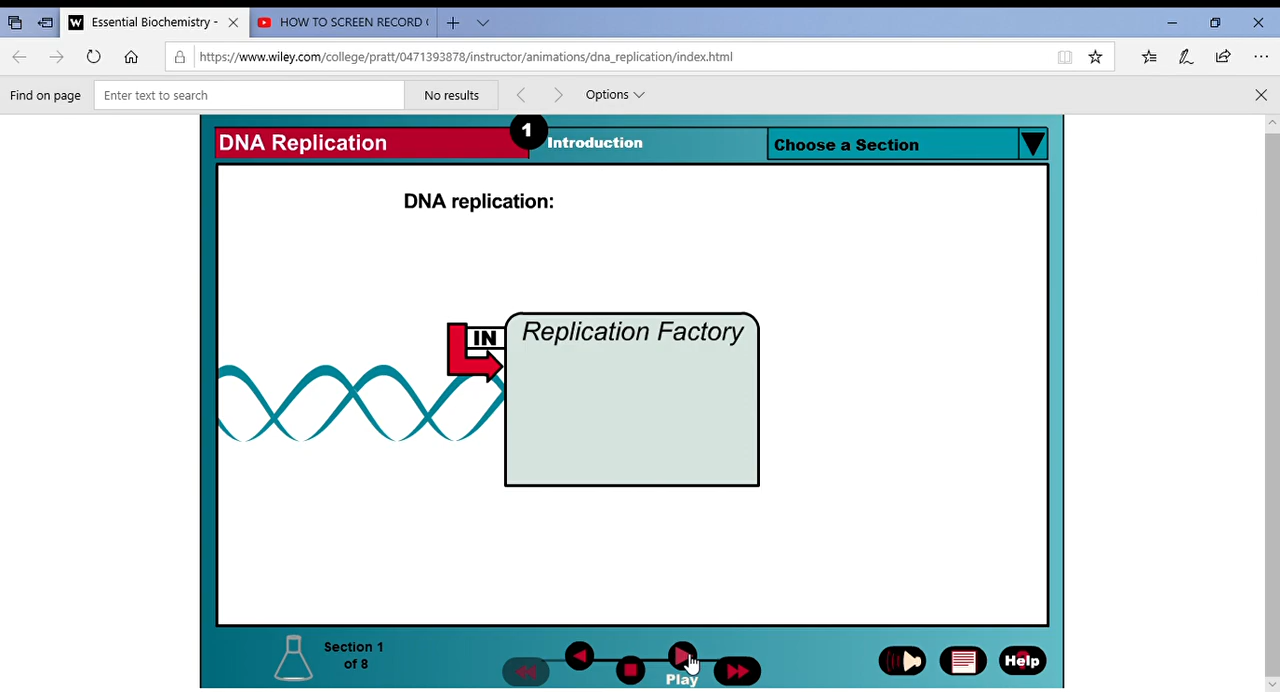 Essential Biochemistry -
HOW TO SCREEN RECORD
https://www.wiley.com/college/pratt/0471393878/instructor/animations/dna_replication/index.html
Find on page
Enter text to search
No results
Options
DNA Replication
1
Introduction
Choose a Section
DNA replication:
IN
Replication Factory
Section 1
of 8
Play
Help